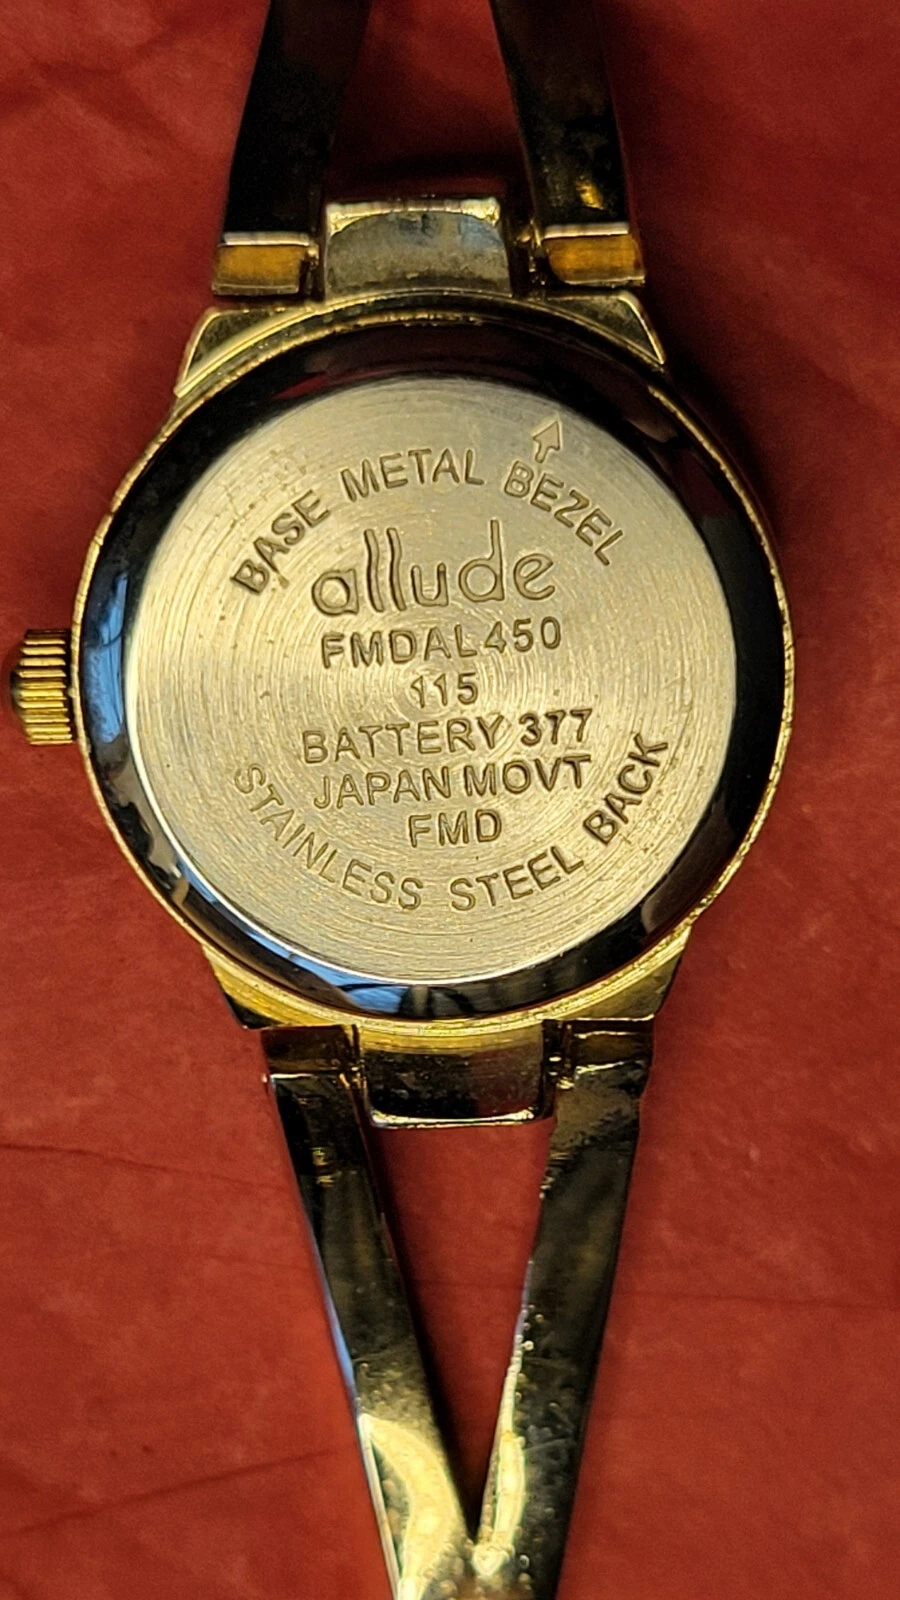 BASE METAL BEZEL
allude
FMDAL450
115
BATTERY 377
JAPAN MOVT
FMD
STAINLESS STEEL BACK